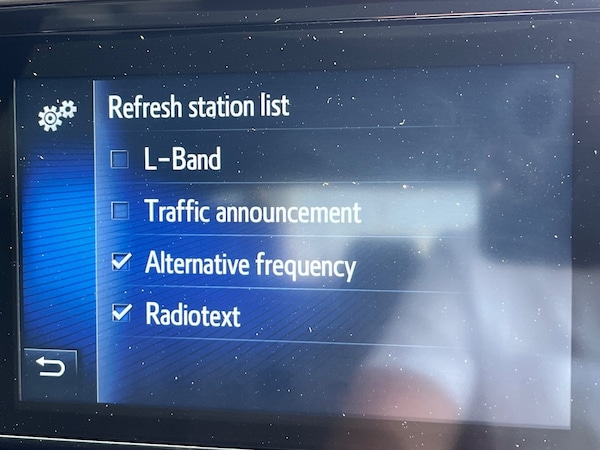 Refresh station list
L-Band
Traffic announcement
Alternative frequency
Radiotext